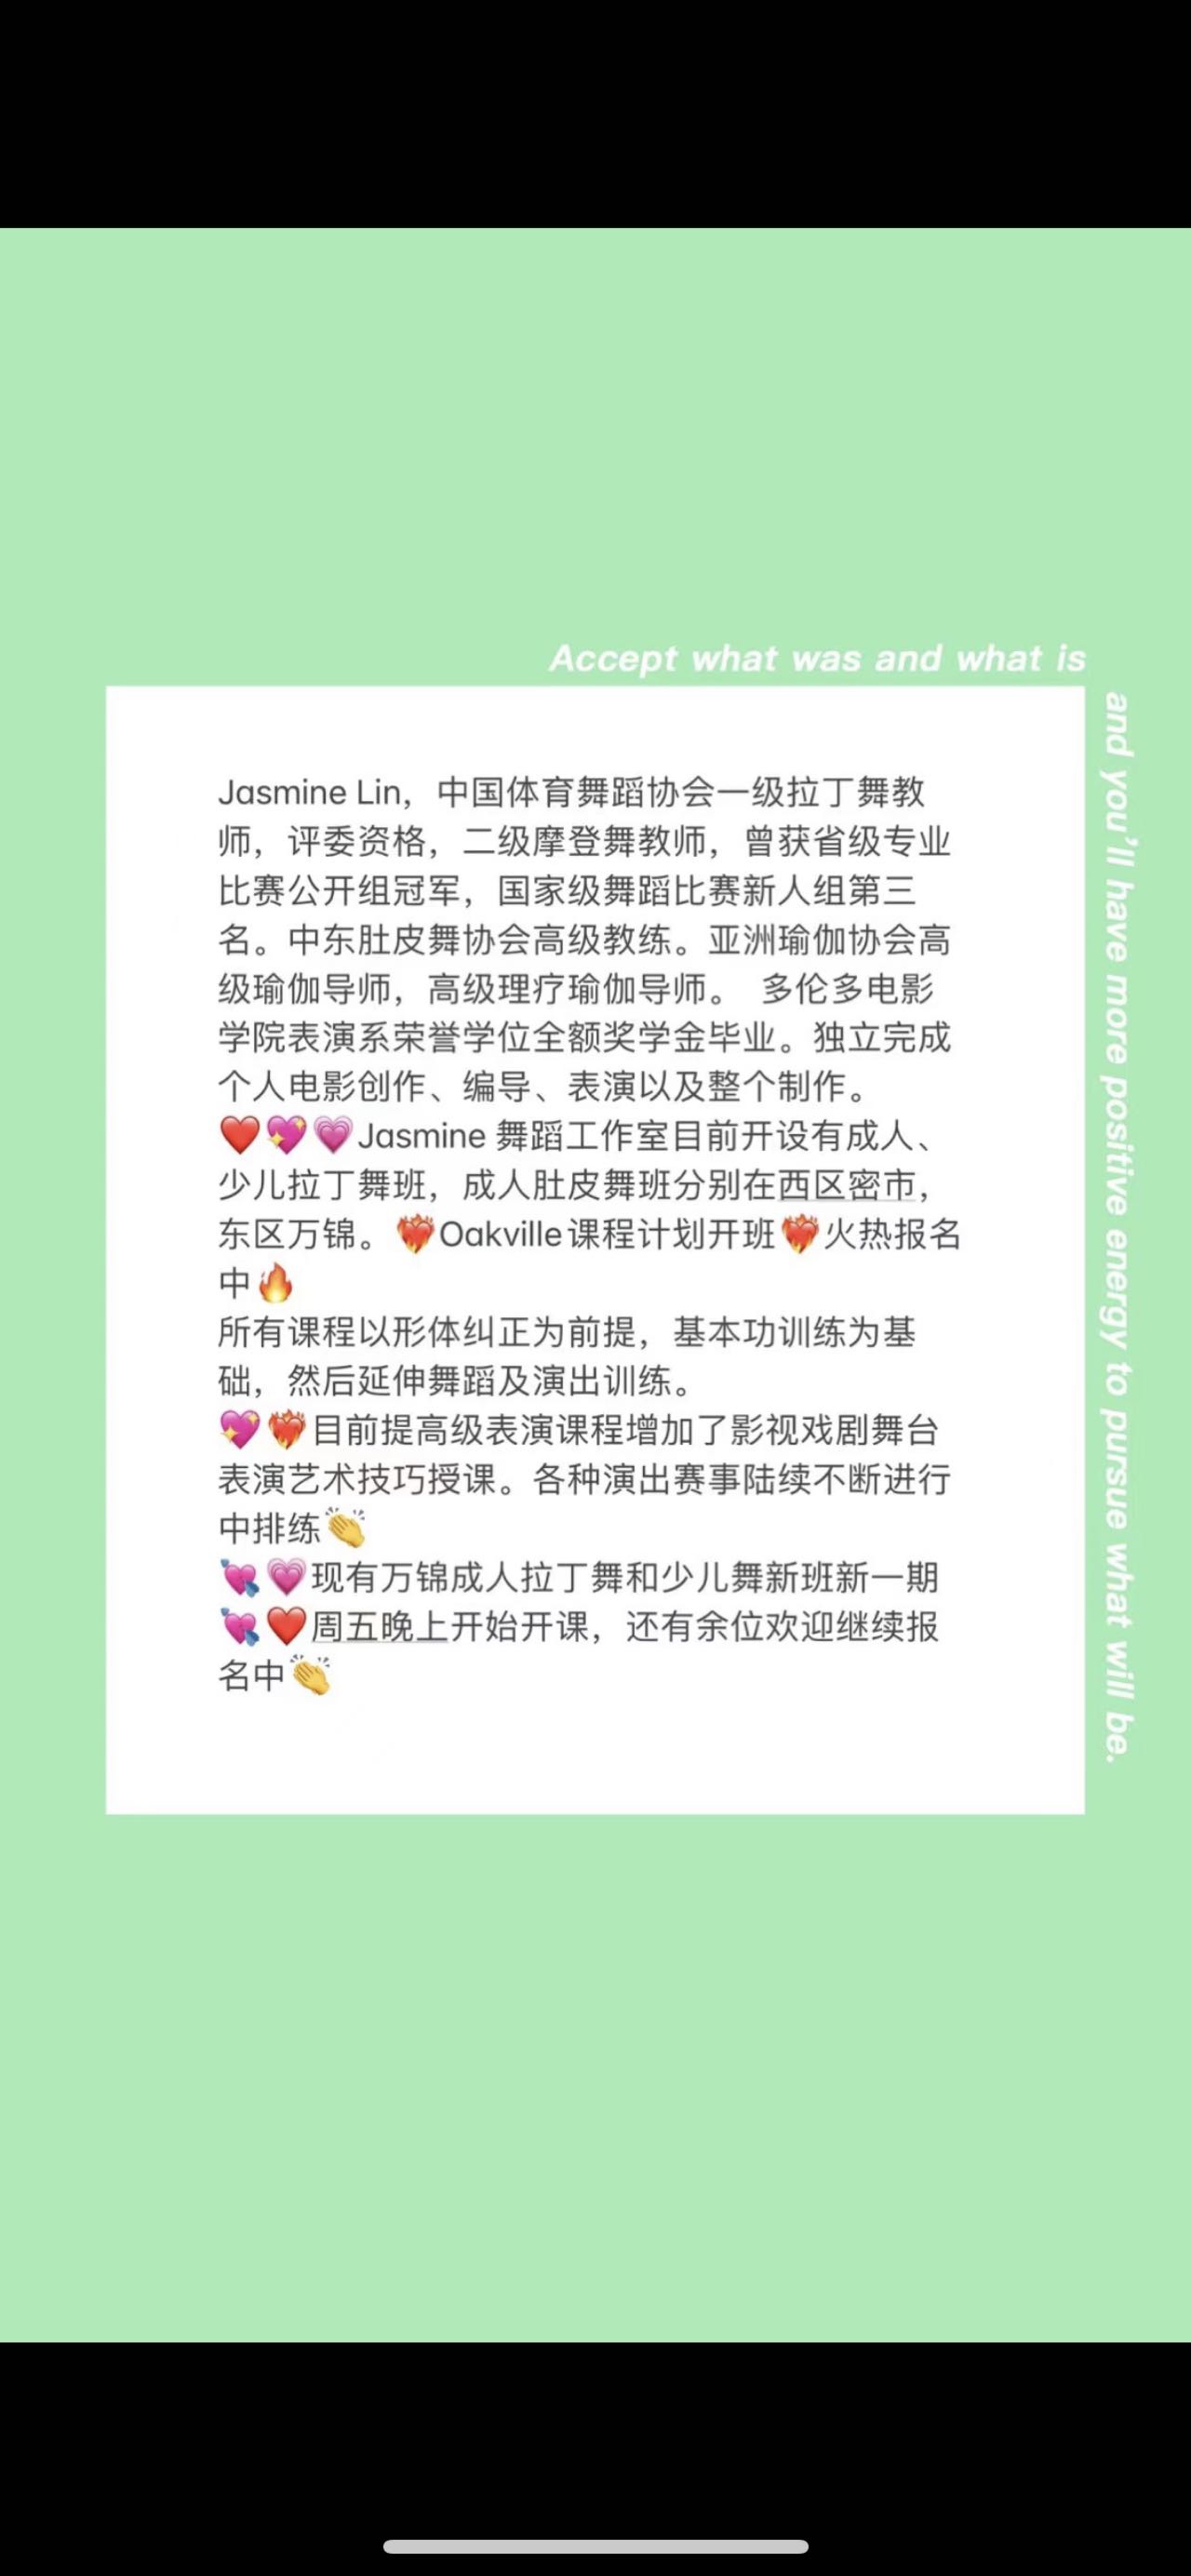 Accept what was and what is
and you'll have more positive energy to pursue what will be.
Jasmine Lin，中国体育舞蹈协会一级拉丁舞教
师，评委资格，二级摩登舞教师，曾获省级专业
比赛公开组冠军，国家级舞蹈比赛新人组第三
名。中东肚皮舞协会高级教练。亚洲瑜伽协会高
级瑜伽导师，高级理疗瑜伽导师。 多伦多电影
学院表演系荣誉学位全额奖学金毕业。独立完成
个人电影创作、编导、表演以及整个制作。
❤️💖💗Jasmine 舞蹈工作室目前开设有成人、
少儿拉丁舞班，成人肚皮舞班分别在西区密市，
东区万锦。❤️‍🔥Oakville课程计划开班❤️‍🔥火热报名
中🔥
所有课程以形体纠正为前提，基本功训练为基
础，然后延伸舞蹈及演出训练。
💖❤️‍🔥目前提高级表演课程增加了影视戏剧舞台
表演艺术技巧授课。各种演出赛事陆续不断进行
中排练👏
💘💗现有万锦成人拉丁舞和少儿舞新班新一期
💘❤️周五晚上开始开课，还有余位欢迎继续报
名中👏